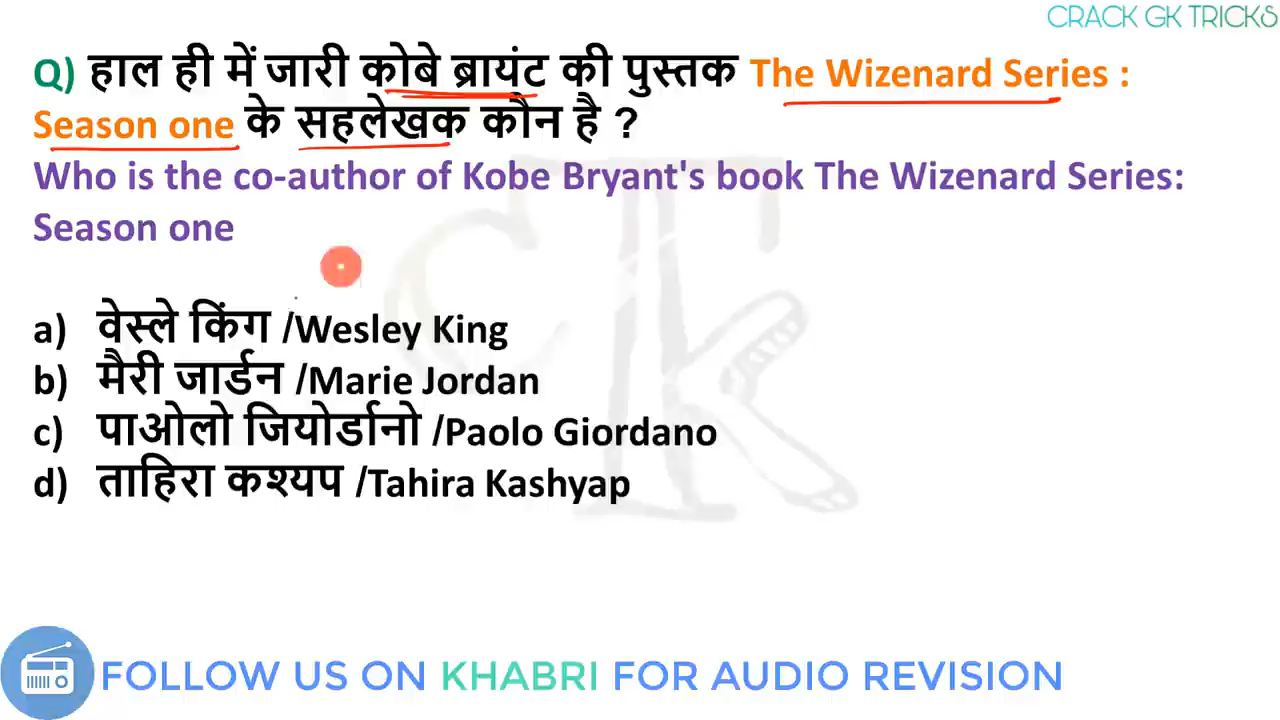 CRACK GK TRICKS
Q) हाल ही में जारी कोबे ब्रायंट की पुस्तक The Wizenard Series :
Season one के सहलेखक कौन है ?
Who is the co-author of Kobe Bryant's book The Wizenard Series:
Season one
a) वेस्ले किंग /Wesley King
b) मैरी जार्डन /Marie Jordan
c) पाओलो जियोर्डानो /Paolo Giordano
d) ताहिरा कश्यप /Tahira Kashyap
FOLLOW US ON KHABRI FOR AUDIO REVISION